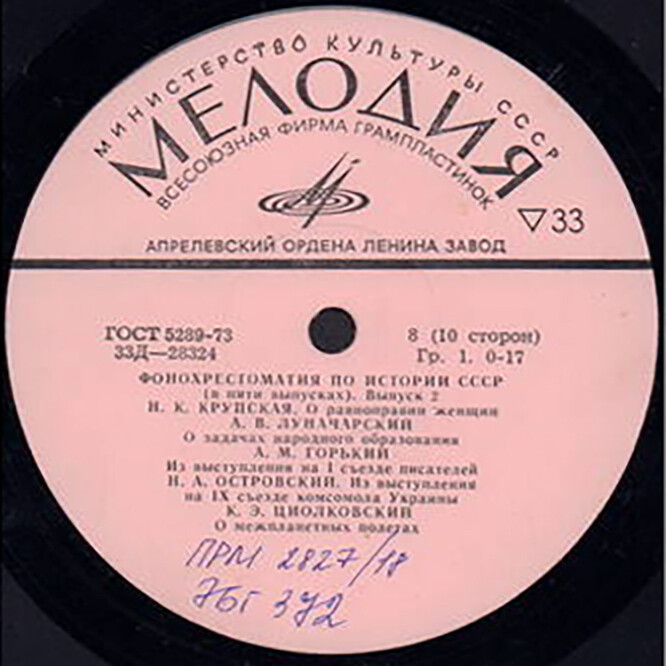 МИНИСТЕРСТВО КУЛЬТУРЫ СССР
МЕЛОДИЯ
ВСЕСОЮЗНАЯ ФИРМА ГРАМПЛАСТИНОК
33
АПРЕЛЕВСКИЙ ОРДЕНА ЛЕНИНА ЗАВОД
ГОСТ 5289-73 8 (10 сторон)
33Д—28324 Гр. 1. 0-17
ФОНОХРЕСТОМАТИЯ ПО ИСТОРИИ СССР
(в пяти выпусках). Выпуск 2
Н. К. КРУПСКАЯ. О равноправии женщин
А. В. ЛУНАЧАРСКИЙ
О задачах народного образования
А. М. ГОРЬКИЙ
Из выступления на I съезде писателей
Н. А. ОСТРОВСКИЙ. Из выступления
на IX съезде комсомола Украины
К. Э. ЦИОЛКОВСКИЙ
О межпланетных полетах
ПРМ 2827/18